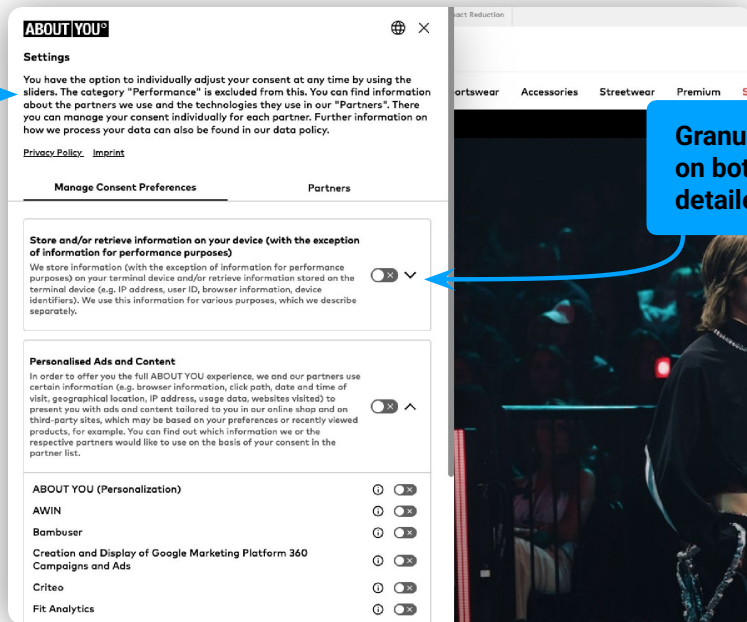 ABOUT YOU°
Settings
You have the option to individually adjust your consent at any time by using the
sliders. The category "Performance" is excluded from this. You can find information
about the partners we use and the technologies they use in our "Partners". There
you can manage your consent individually for each partner. Further information on
how we process your data can also be found in our data policy.
Privacy Policy Imprint
Manage Consent Preferences Partners
Store and/or retrieve information on your device (with the exception
of information for performance purposes)
We store information (with the exception of information for performance
purposes) on your terminal device and/or retrieve information stored on the
terminal device (e.g. IP address, user ID, browser information, device
identifiers). We use this information for various purposes, which we describe
separately.
Personalised Ads and Content
In order to offer you the full ABOUT YOU experience, we and our partners use
certain information (e.g. browser information, click path, date and time of
visit, geographical location, IP address, usage data, websites visited) to
present you with ads and content tailored to you in our online shop and on
third-party sites, which may be based on your preferences or recently viewed
products, for example. You can find out which information we or the
respective partners would like to use on the basis of your consent in the
partner list.
ABOUT YOU (Personalization)
AWIN
Bambuser
Creation and Display of Google Marketing Platform 360
Campaigns and Ads
Criteo
Fit Analytics
act Reduction
ortswear Accessories Streetwear Premium S
Granu
on bot
detaile